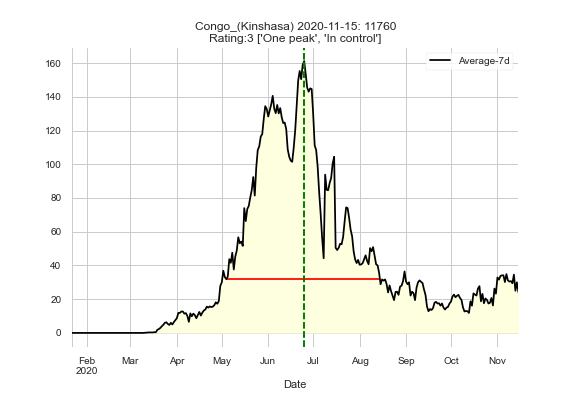 Congo_(Kinshasa) 2020-11-15: 11760
Rating:3 ['One peak', 'In control']
Average-7d
160
140
120
100
80
60
40
20
0
Feb Mar Apr May Jun Jul Aug Sep Oct Nov
2020
Date